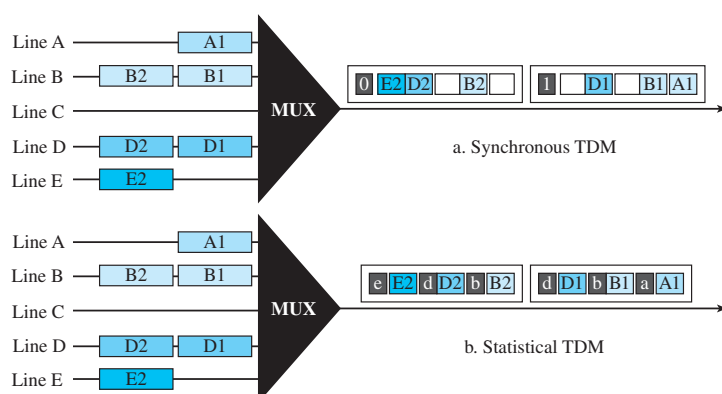 Line A A1
Line B B2 B1
Line C
Line D D2 D1
Line E E2
MUX
0 E2 D2 B2 1 D1 B1 A1
a. Synchronous TDM
Line A A1
Line B B2 B1
Line C
Line D D2 D1
Line E E2
MUX
e E2 d D2 b B2 d D1 b B1 a A1
b. Statistical TDM